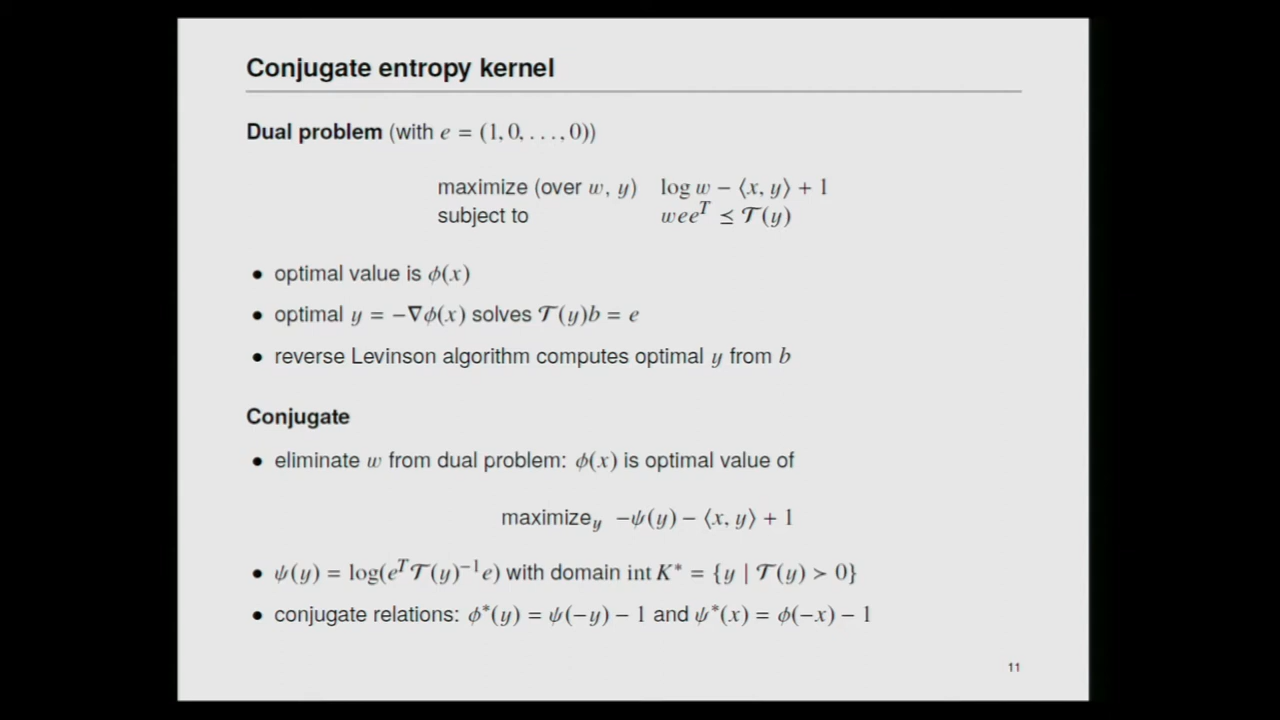 Conjugate entropy kernel
Dual problem (with e = (1, 0, . . . , 0))
maximize (over w, y) log w − ⟨x, y⟩ + 1
subject to wee^T ⪯ 𝒯(y)
• optimal value is ϕ(x)
• optimal y = −∇ϕ(x) solves 𝒯(y)b = e
• reverse Levinson algorithm computes optimal y from b
Conjugate
• eliminate w from dual problem: ϕ(x) is optimal value of
maximize_y −ψ(y) − ⟨x, y⟩ + 1
• ψ(y) = log(e^T 𝒯(y)^{−1}e) with domain int K* = {y | 𝒯(y) ≻ 0}
• conjugate relations: ϕ*(y) = ψ(−y) − 1 and ψ*(x) = ϕ(−x) − 1
11